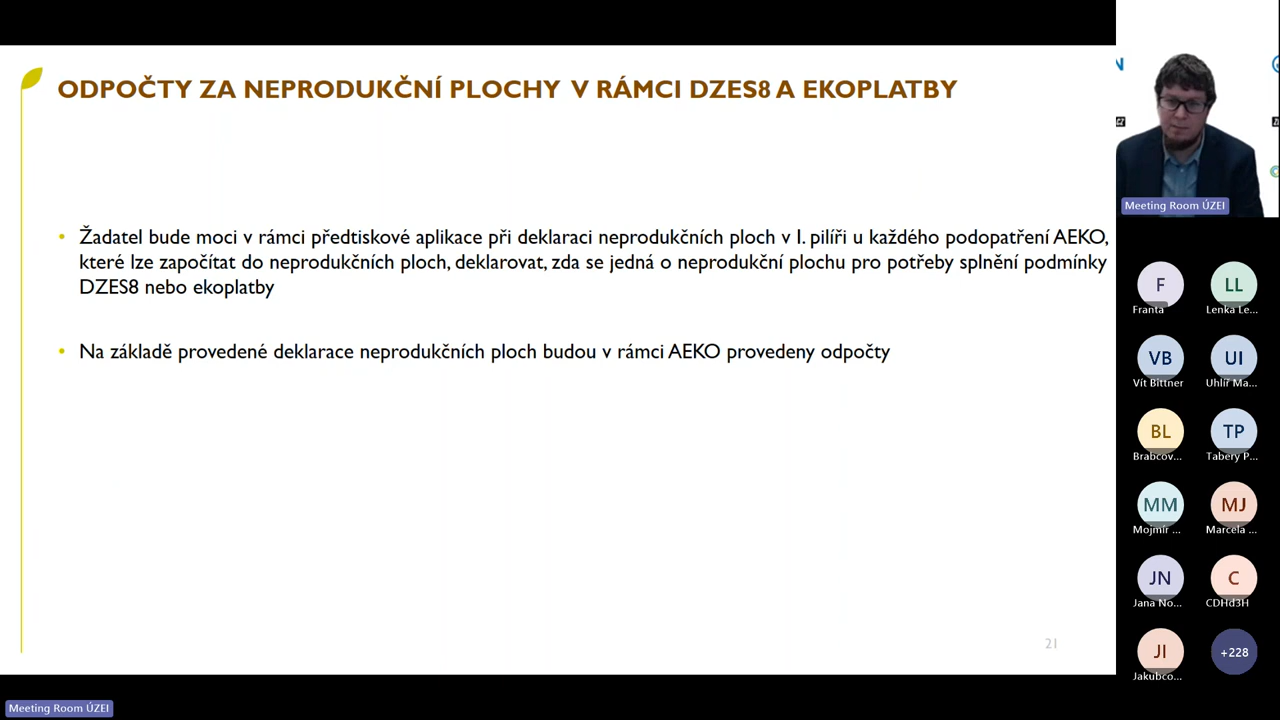 ODPOČTY ZA NEPRODUKČNÍ PLOCHY V RÁMCI DZES8 A EKOPLATBY
• Žadatel bude moci v rámci předtiskové aplikace při deklaraci neprodukčních ploch v I. pilíři u každého podopatření AEKO,
které lze započítat do neprodukčních ploch, deklarovat, zda se jedná o neprodukční plochu pro potřeby splnění podmínky
DZES8 nebo ekoplatby
• Na základě provedené deklarace neprodukčních ploch budou v rámci AEKO provedeny odpočty
21
Meeting Room ÚZEI
N
Meeting Room ÚZEI
F
LL
Franta
Lenka Le...
VB
UI
Vít Bittner
Uhlíř Ma...
BL
TP
Brabcov...
Tabery P...
MM
MJ
Mojmír ...
Marcela ...
JN
C
Jana No...
CDHd3H
JI
+228
Jakubco...